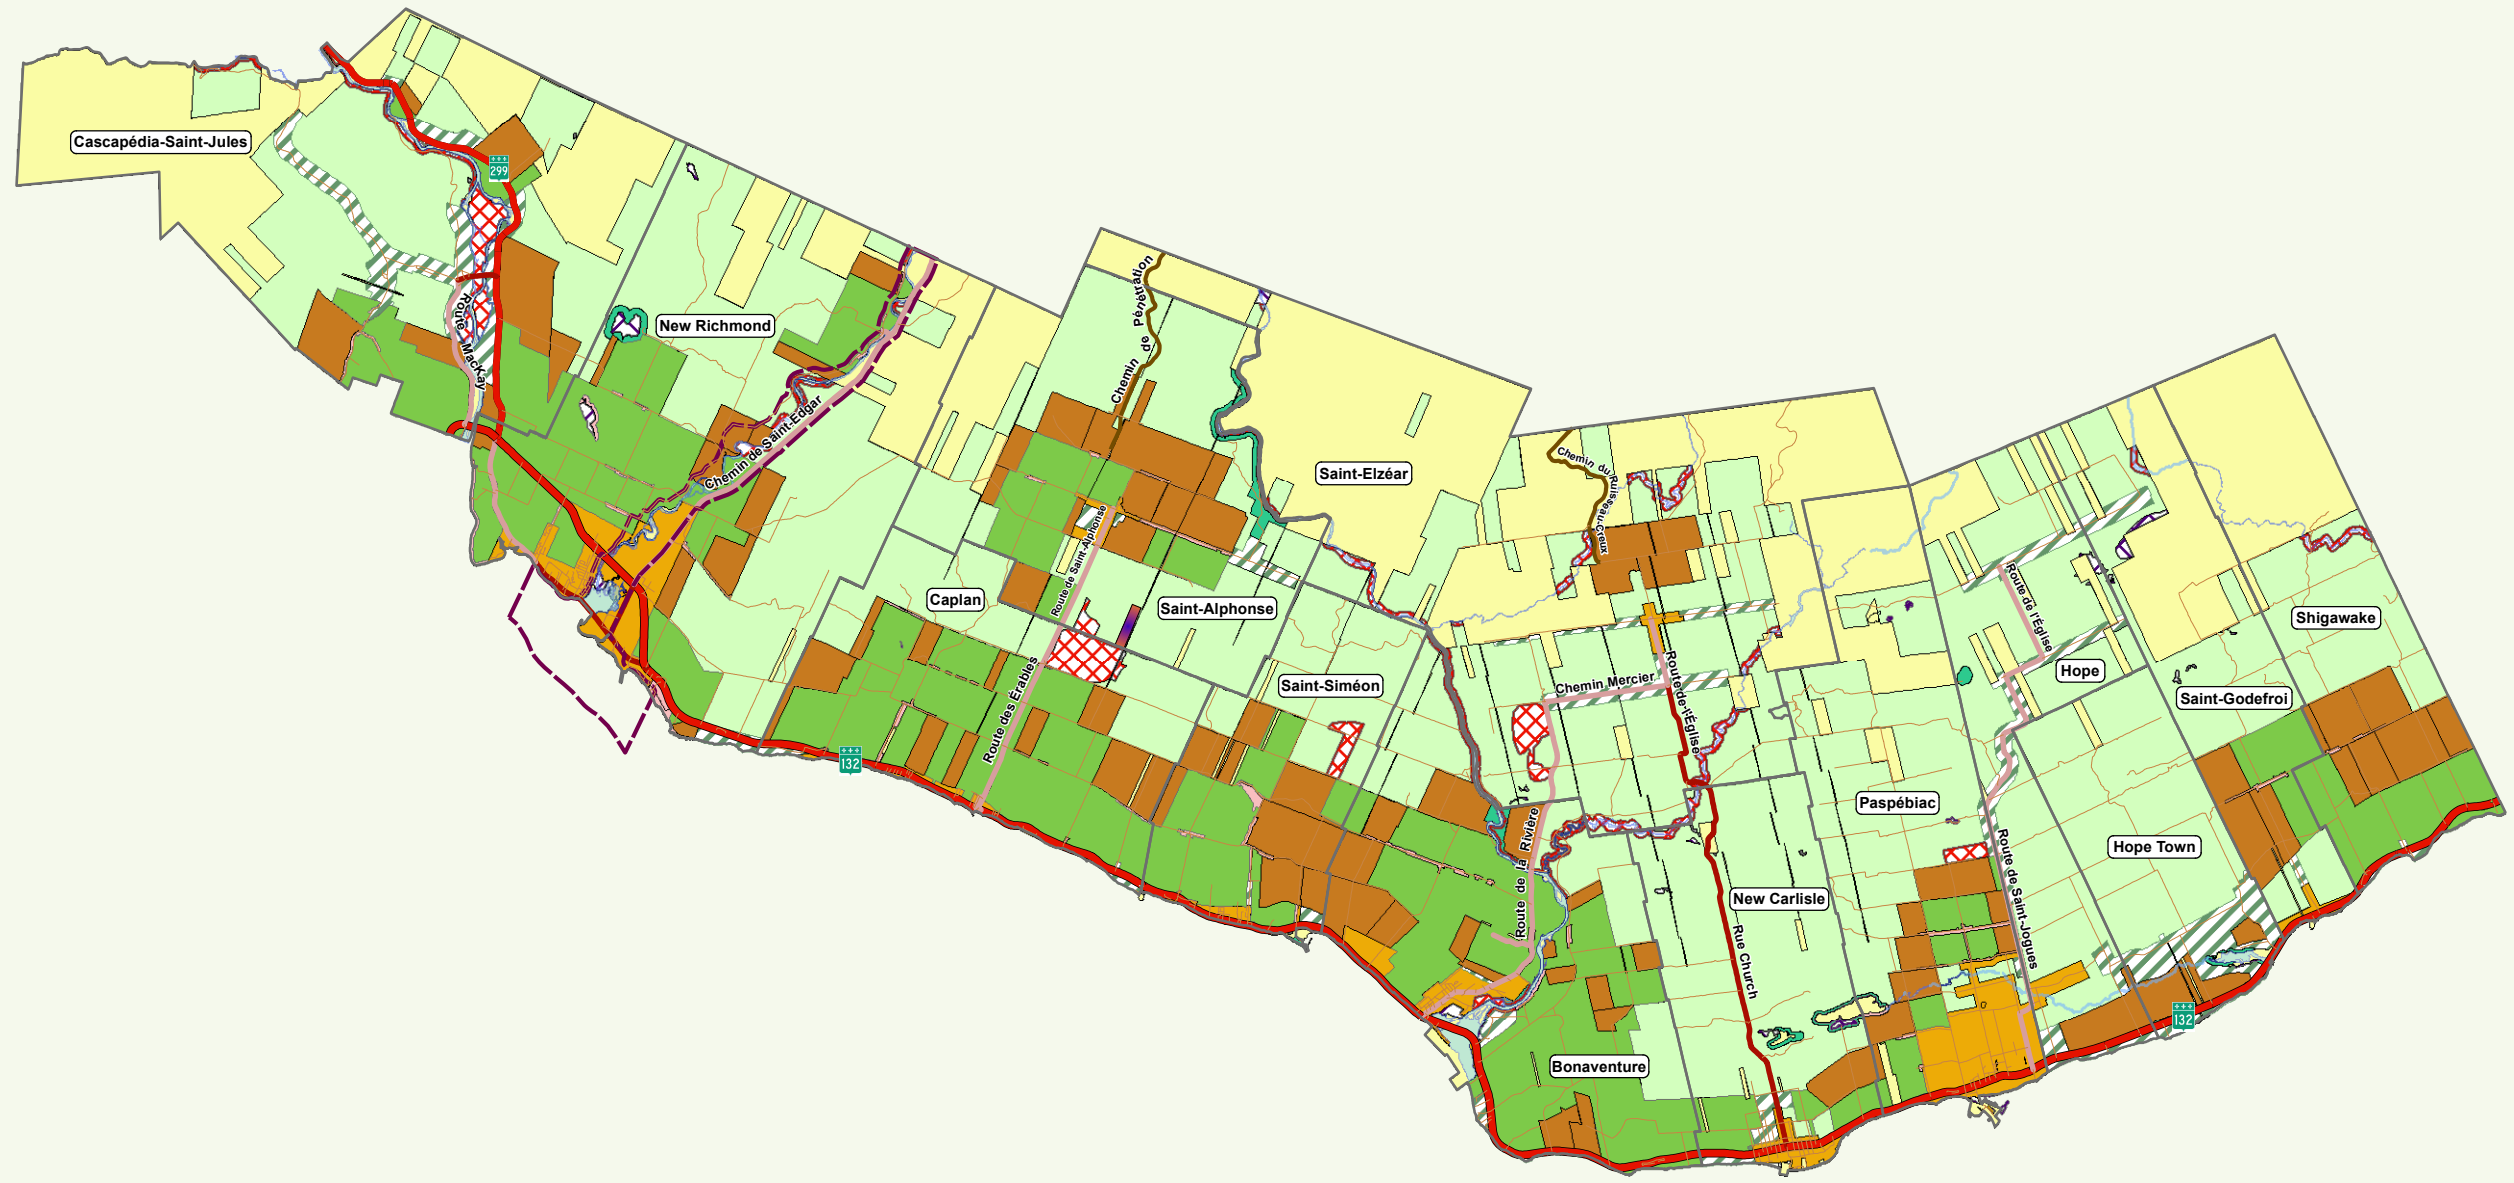 Cascapédia-Saint-Jules
299
Route MacKay
New Richmond
Chemin de Saint-Edgar
Chemin de Pénétration
Saint-Elzéar
Chemin du Ruisseau-Creux
Route de Saint-Alphonse
Caplan
Saint-Alphonse
Route des Érables
132
Saint-Siméon
Chemin Mercier
Route de l'Église
Route de l'Église
Hope
Shigawake
Saint-Godefroi
Paspébiac
Hope Town
Route de la Rivière
New Carlisle
Rue Church
Route de Saint-Jogues
132
Bonaventure